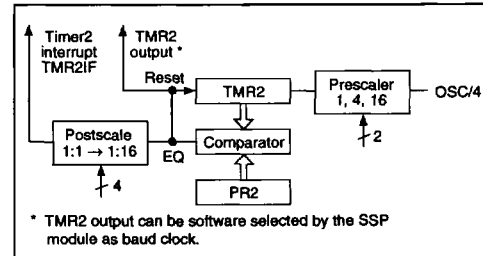 Timer2
interrupt
TMR2IF
TMR2
output *
Reset
TMR2
Prescaler
1, 4, 16
OSC/4
2
Postscale
1:1 → 1:16
EQ
Comparator
4
PR2
* TMR2 output can be software selected by the SSP
module as baud clock.